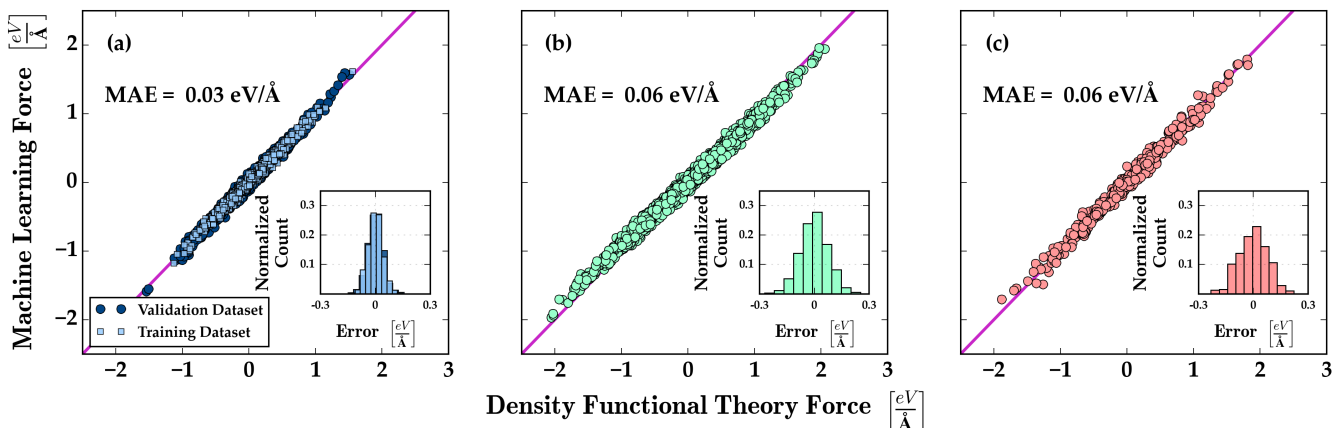 Machine Learning Force [eV/Å]
(a)
MAE = 0.03 eV/Å
2
1
0
−1
−2
−2 −1 0 1 2 3
Validation Dataset
Training Dataset
Normalized
Count
0.3
0.2
0.1
-0.3 0 0.3
Error [eV/Å]
(b)
MAE = 0.06 eV/Å
−2 −1 0 1 2 3
Normalized
Count
0.3
0.2
0.1
-0.3 0 0.3
Error [eV/Å]
(c)
MAE = 0.06 eV/Å
−2 −1 0 1 2 3
Normalized
Count
0.3
0.2
0.1
-0.3 0 0.3
Error [eV/Å]
Density Functional Theory Force [eV/Å]